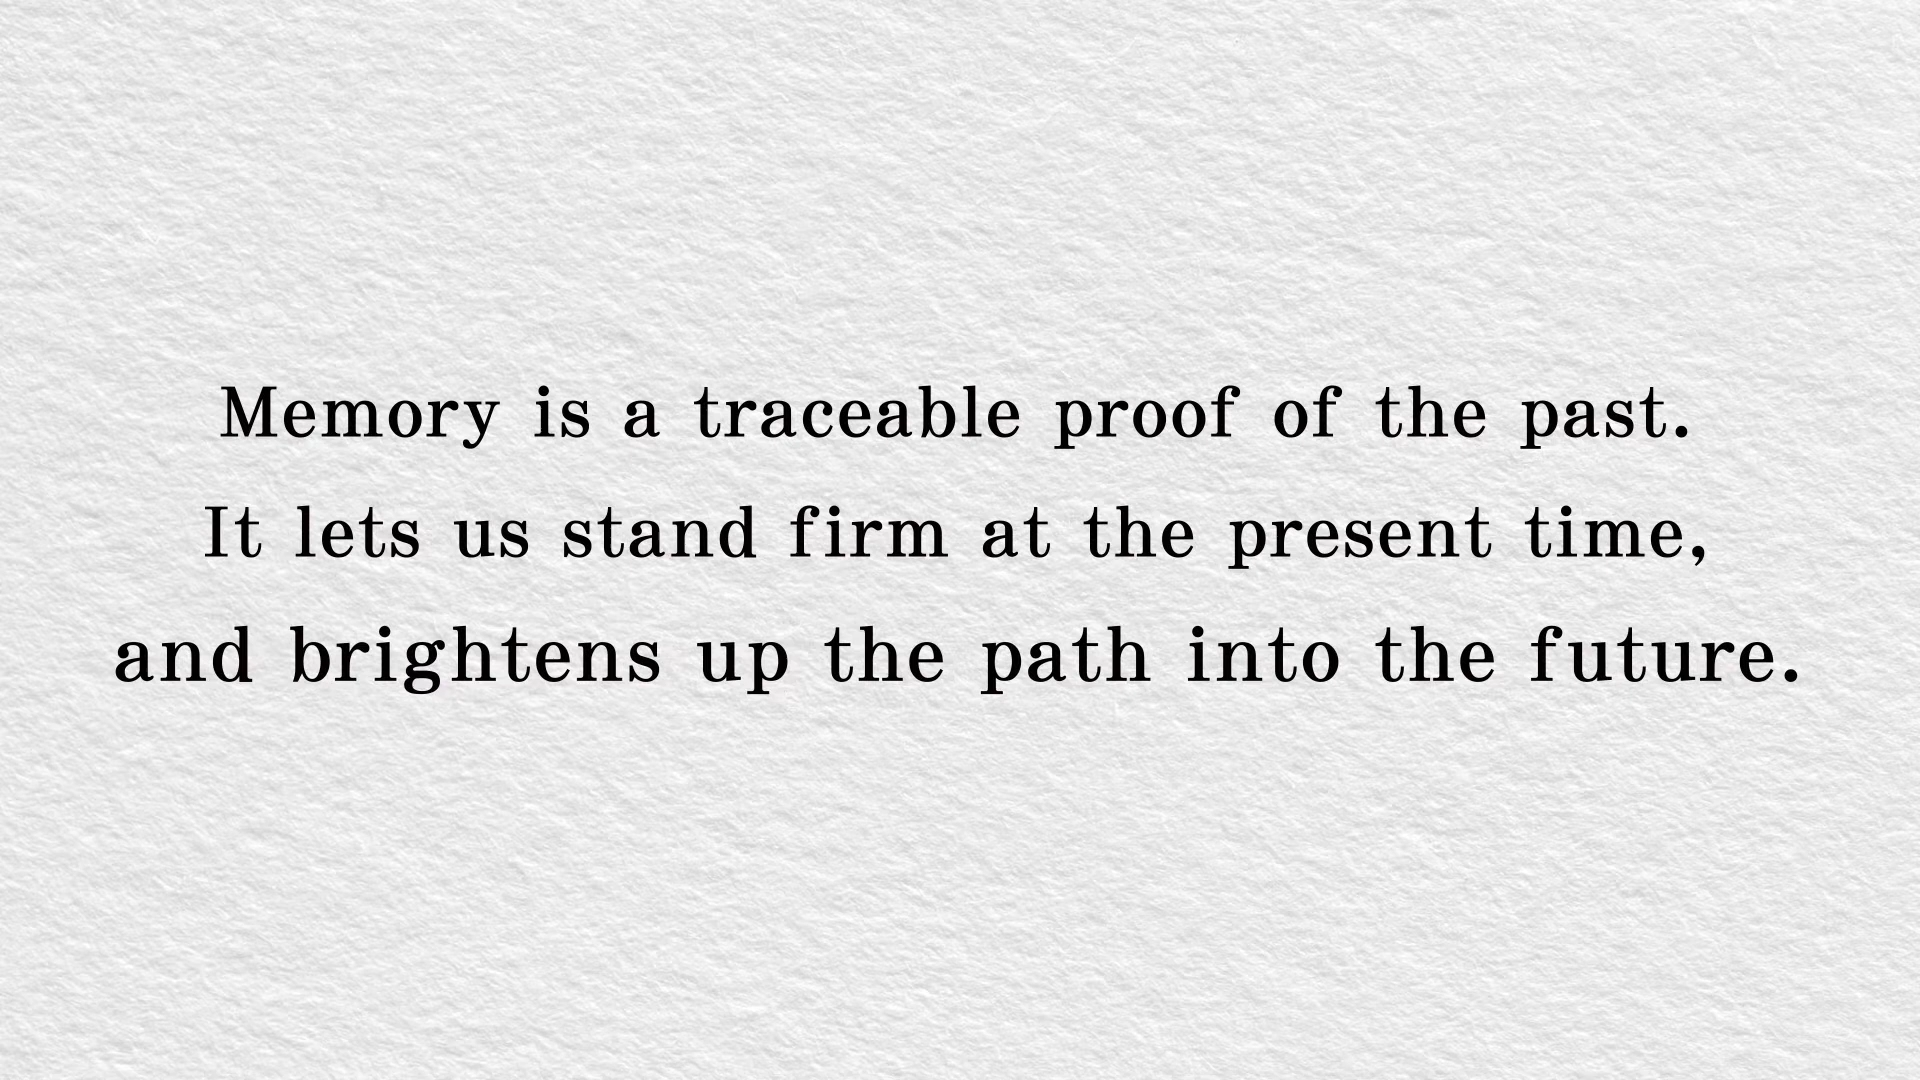 Memory is a traceable proof of the past.
It lets us stand firm at the present time,
and brightens up the path into the future.